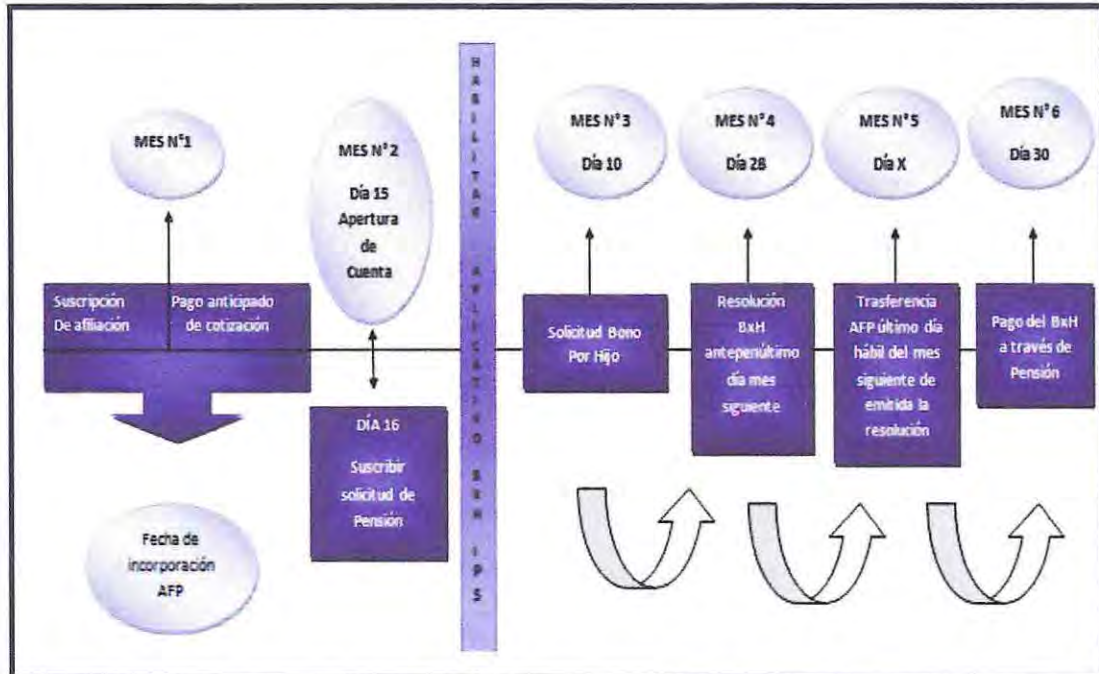 MES N°1
Suscripción
De afiliación
Pago anticipado
de cotización
Fecha de
incorporación
AFP
MES N°2
Día 15
Apertura
de
Cuenta
DÍA 16
Suscribir
solicitud de
Pensión
HABILITAR APLICATIVO BXH IPS
MES N°3
Día 10
Solicitud Bono
Por Hijo
MES N°4
Día 28
Resolución
BxH
antepenúltimo
día mes
siguiente
MES N°5
Día X
Trasferencia
AFP último día
hábil del mes
siguiente de
emitida la
resolución
MES N°6
Día 30
Pago del BxH
a través de
Pensión